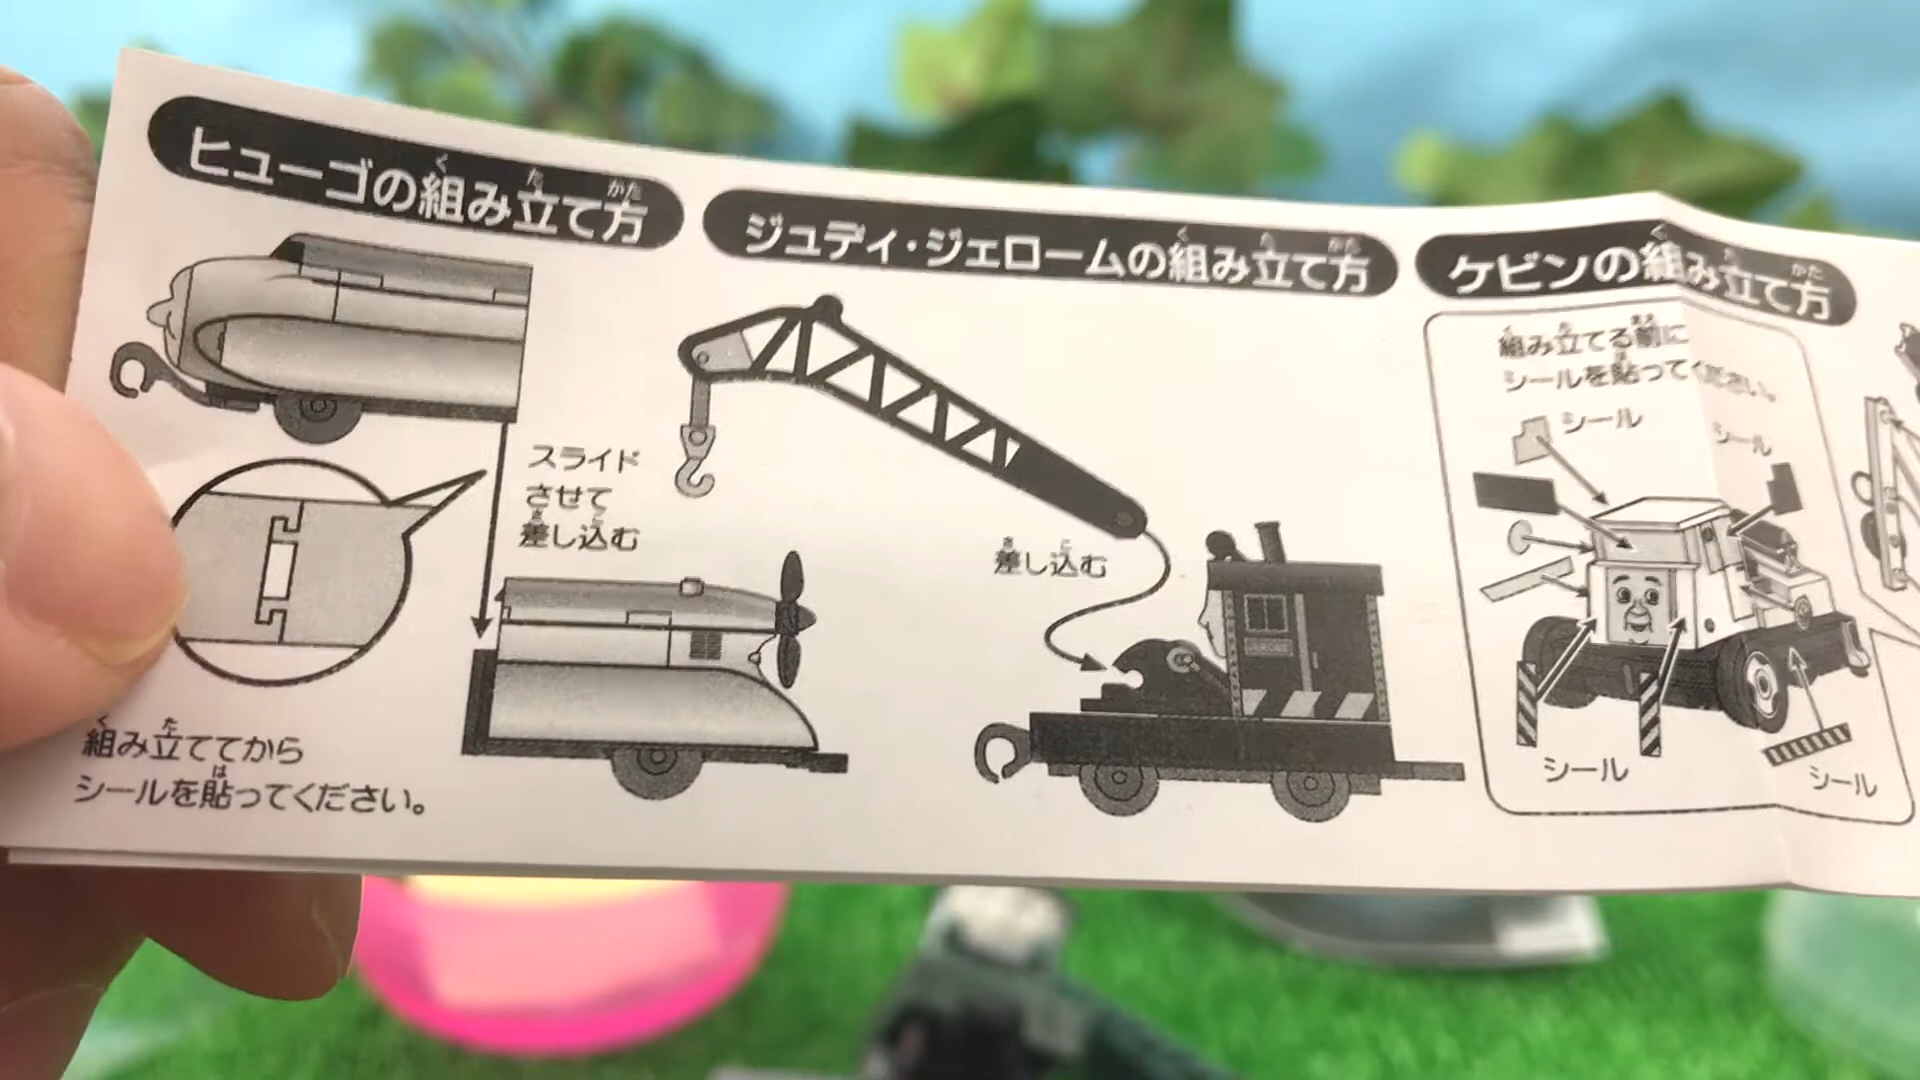 ヒューゴの組み立て方
スライド
させて
差し込む
組み立ててから
シールを貼ってください。
ジュディ・ジェロームの組み立て方
差し込む
JEROME
ケビンの組み立て方
組み立てる前に
シールを貼ってください。
シール
シール
シール
シール